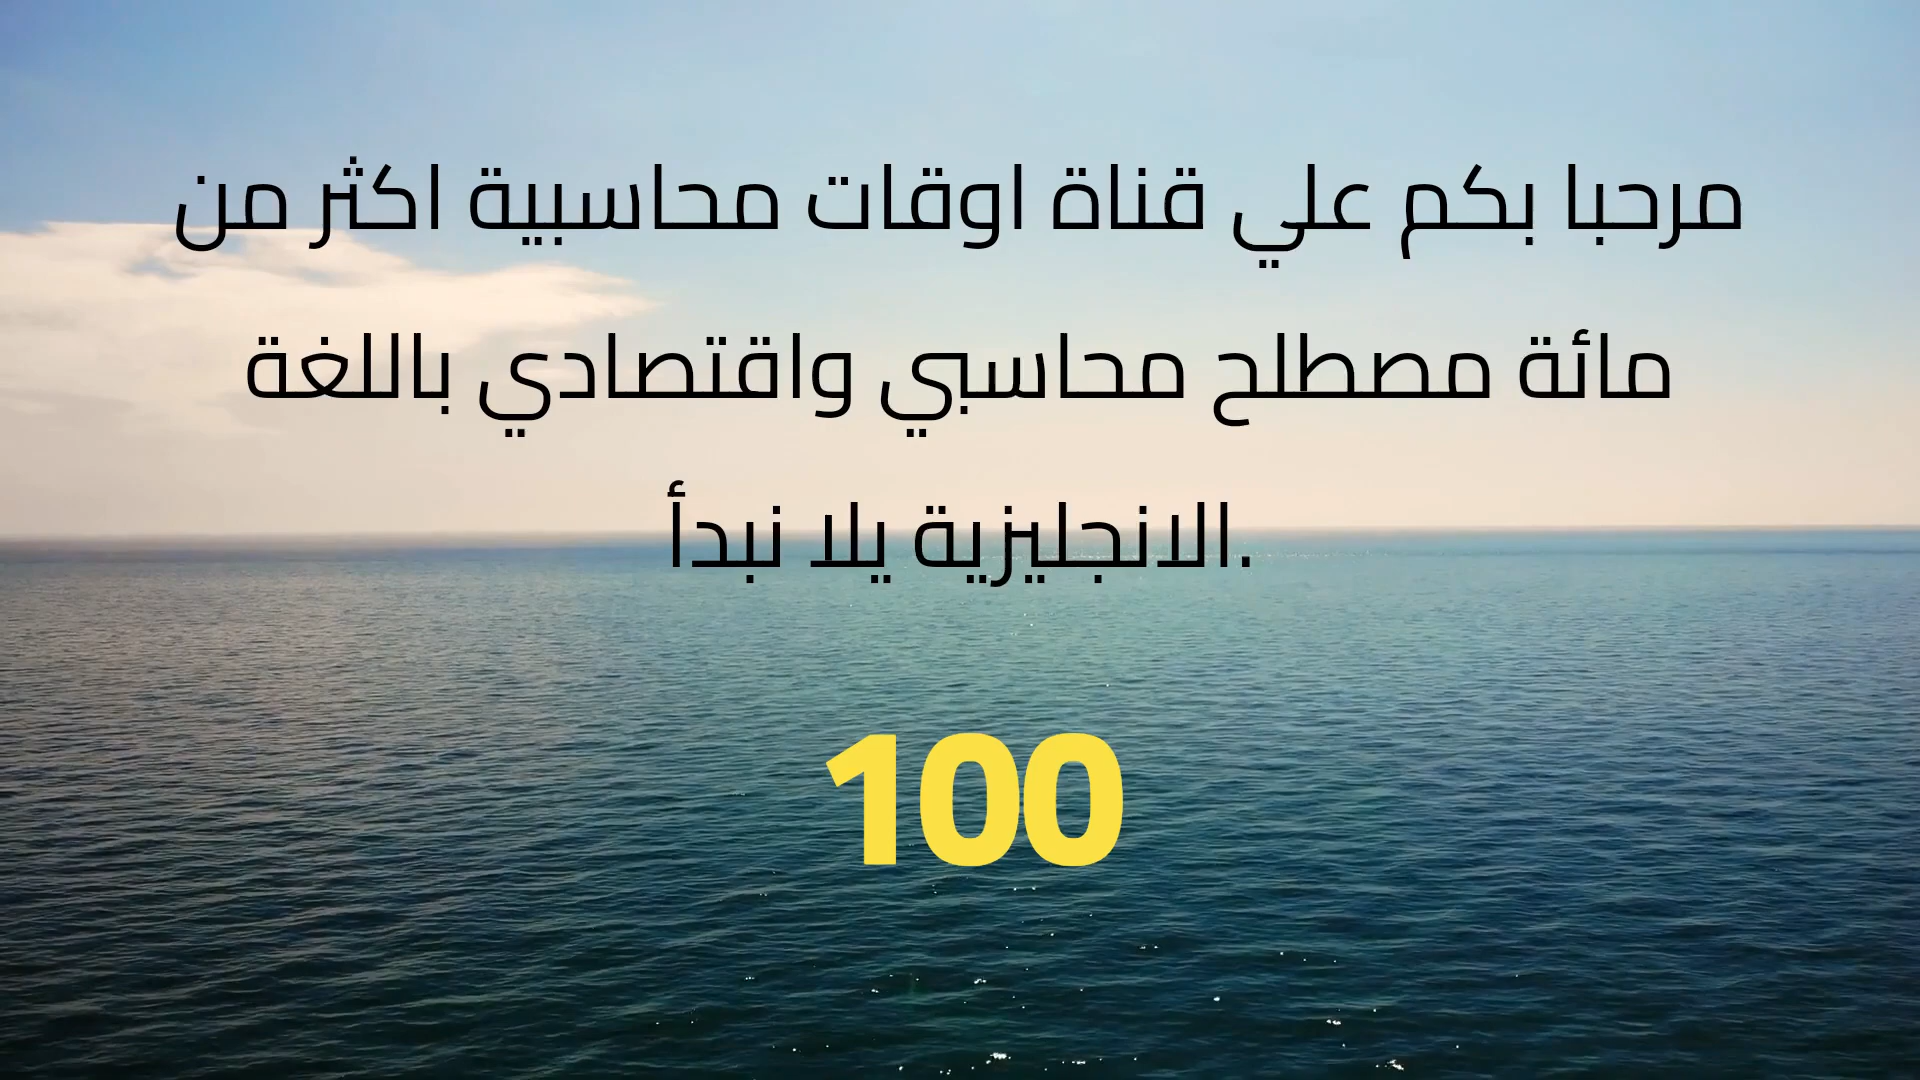 مرحبا بكم علي قناة اوقات محاسبية اكثر من
مائة مصطلح محاسبي واقتصادي باللغة
.الانجليزية يلا نبدأ
100